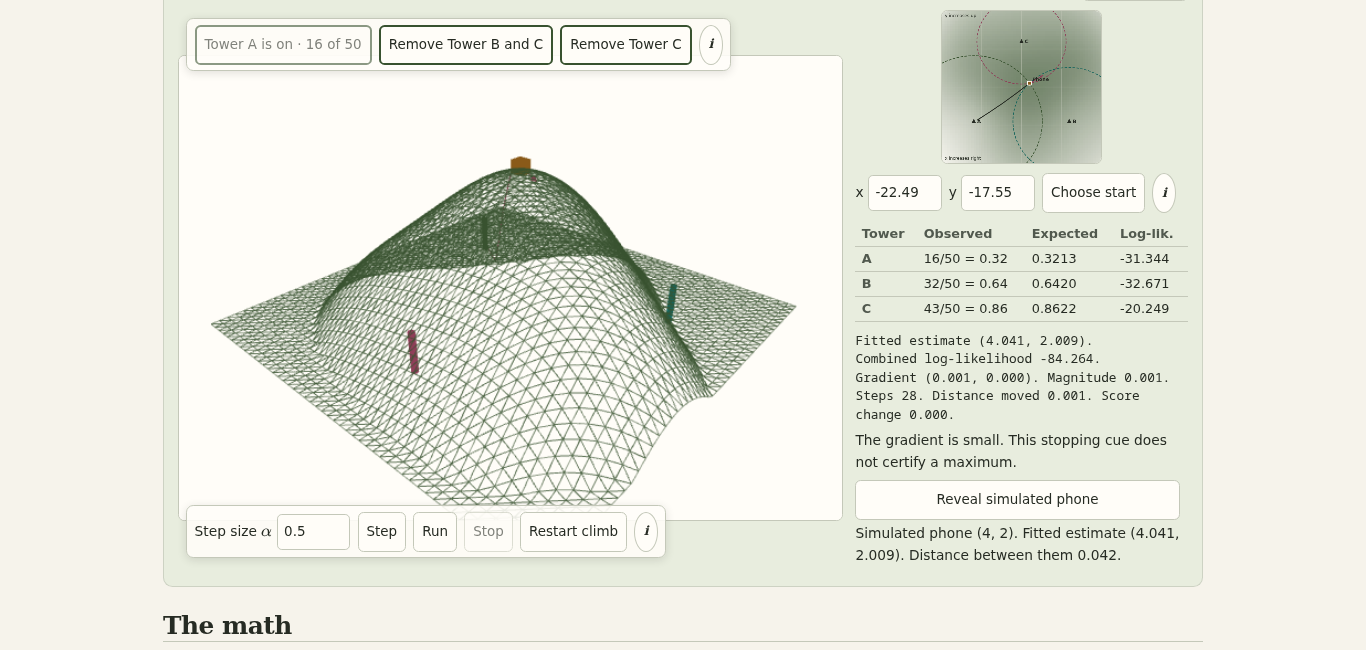 Tower A is on · 16 of 50 Remove Tower B and C Remove Tower C i
C
Phone
A B
x increases right
x -22.49 y -17.55 Choose start i
Tower Observed Expected Log-lik.
A 16/50 = 0.32 0.3213 -31.344
B 32/50 = 0.64 0.6420 -32.671
C 43/50 = 0.86 0.8622 -20.249
Fitted estimate (4.041, 2.009).
Combined log-likelihood -84.264.
Gradient (0.001, 0.000). Magnitude 0.001.
Steps 28. Distance moved 0.001. Score
change 0.000.
The gradient is small. This stopping cue does
not certify a maximum.
Reveal simulated phone
Simulated phone (4, 2). Fitted estimate (4.041,
2.009). Distance between them 0.042.
Step size α 0.5 Step Run Stop Restart climb i
The math